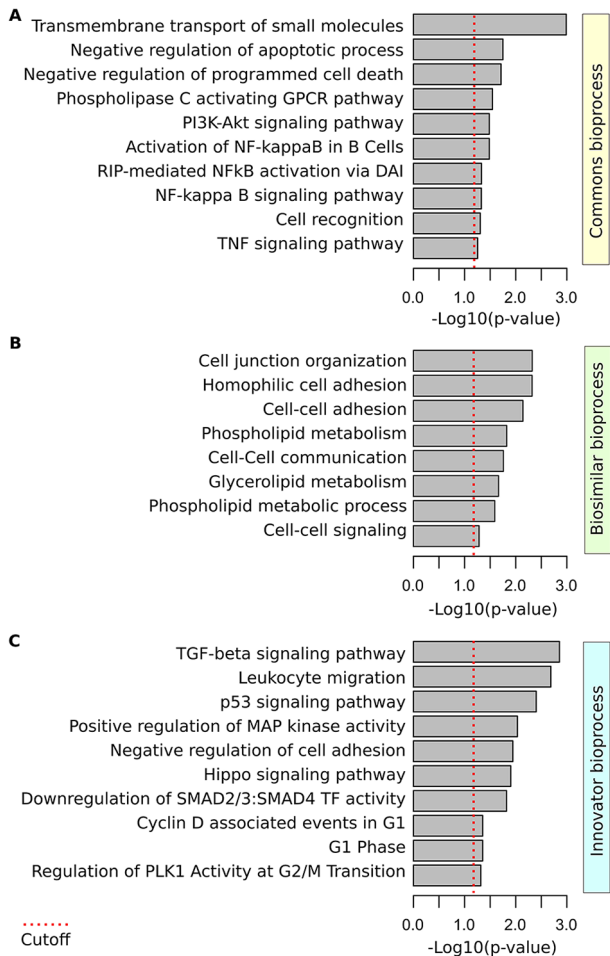 A
Transmembrane transport of small molecules
Negative regulation of apoptotic process
Negative regulation of programmed cell death
Phospholipase C activating GPCR pathway
PI3K-Akt signaling pathway
Activation of NF-kappaB in B Cells
RIP-mediated NFkB activation via DAI
NF-kappa B signaling pathway
Cell recognition
TNF signaling pathway
0.0 1.0 2.0 3.0
-Log10(p-value)
Commons bioprocess
B
Cell junction organization
Homophilic cell adhesion
Cell-cell adhesion
Phospholipid metabolism
Cell-Cell communication
Glycerolipid metabolism
Phospholipid metabolic process
Cell-cell signaling
0.0 1.0 2.0 3.0
-Log10(p-value)
Biosimilar bioprocess
C
TGF-beta signaling pathway
Leukocyte migration
p53 signaling pathway
Positive regulation of MAP kinase activity
Negative regulation of cell adhesion
Hippo signaling pathway
Downregulation of SMAD2/3:SMAD4 TF activity
Cyclin D associated events in G1
G1 Phase
Regulation of PLK1 Activity at G2/M Transition
0.0 1.0 2.0 3.0
-Log10(p-value)
Innovator bioprocess
Cutoff